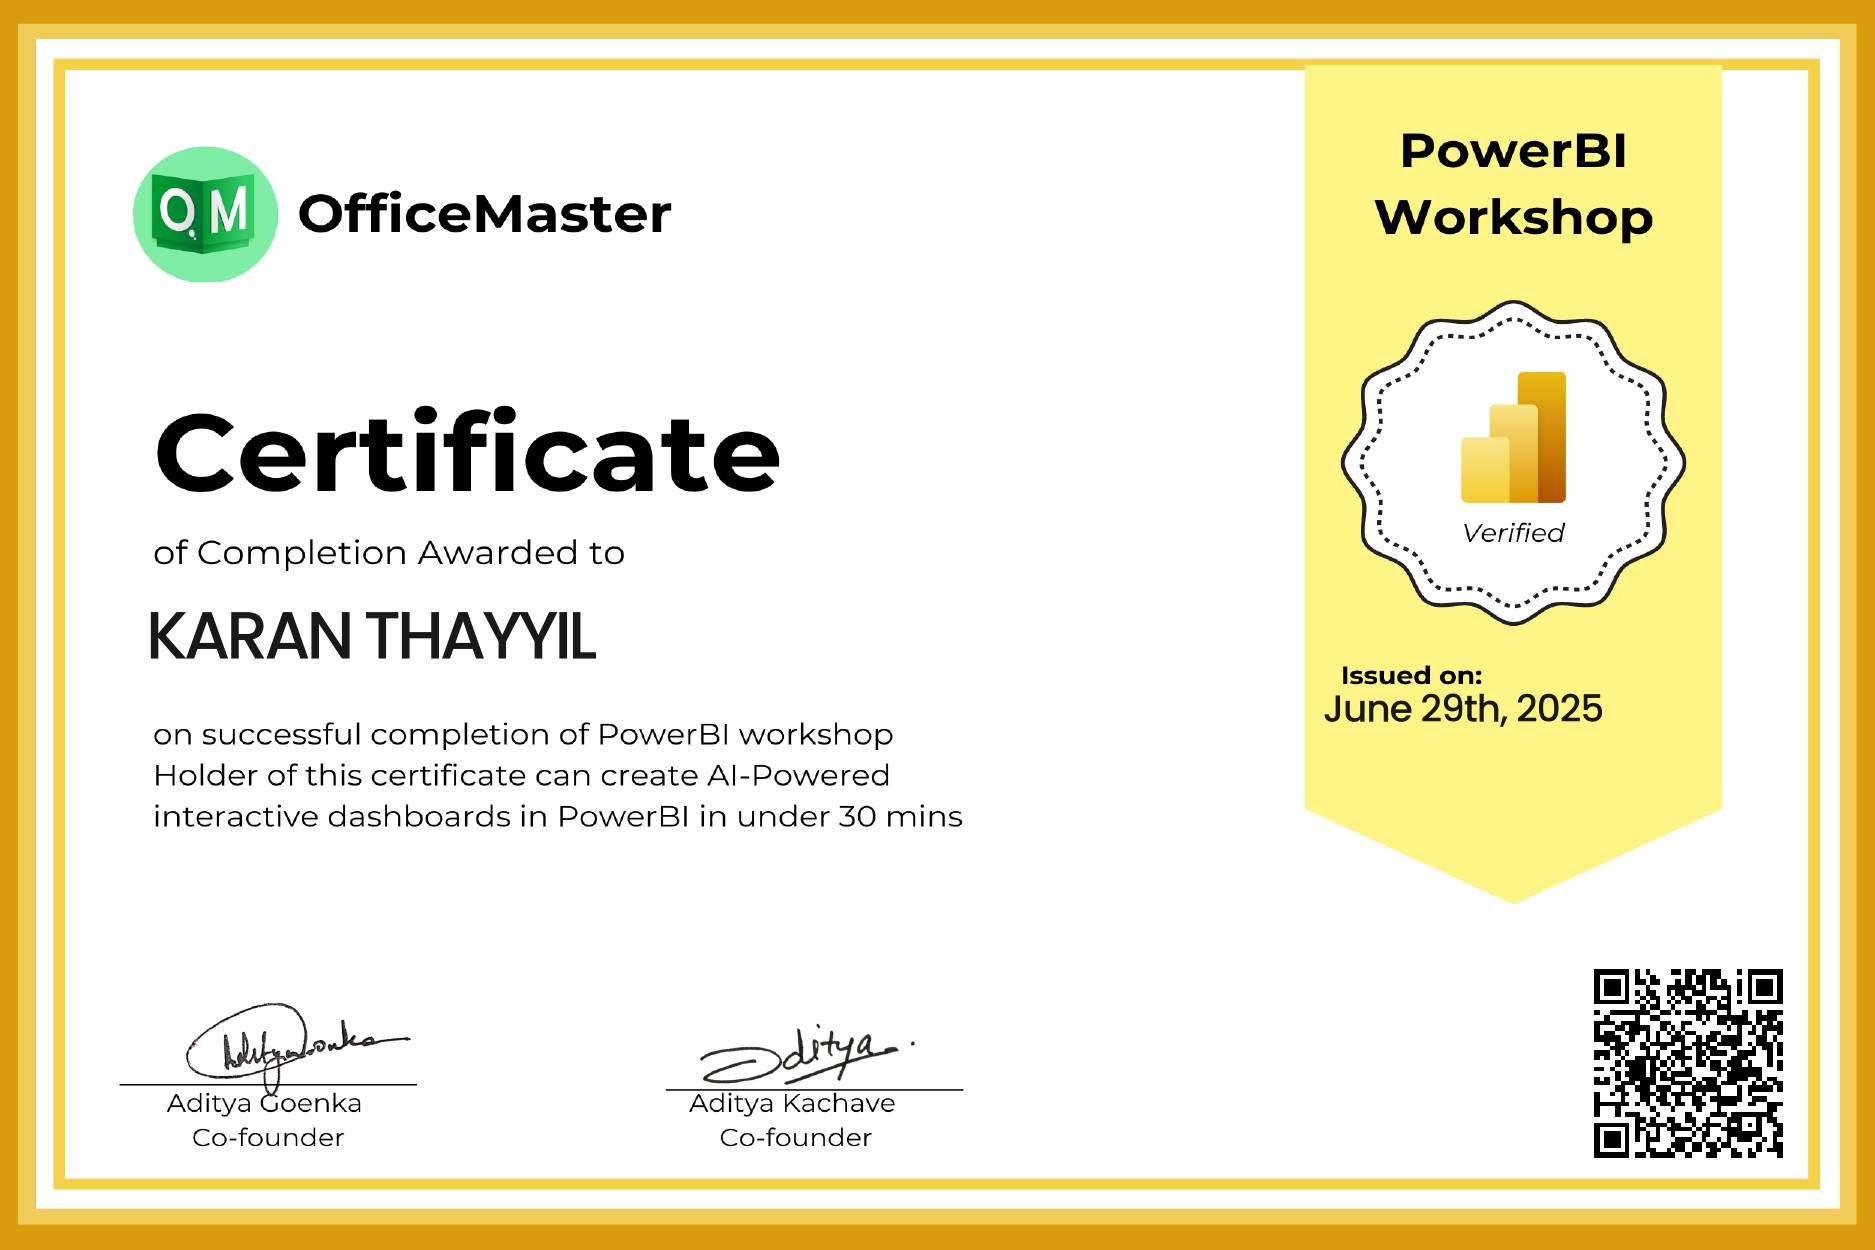 OM
OfficeMaster
PowerBI
Workshop
Certificate
of Completion Awarded to
KARAN THAYYIL
on successful completion of PowerBI workshop
Holder of this certificate can create AI-Powered
interactive dashboards in PowerBI in under 30 mins
Verified
Issued on:
June 29th, 2025
Aditya Goenka
Aditya Goenka
Co-founder
Aditya
Aditya Kachave
Co-founder